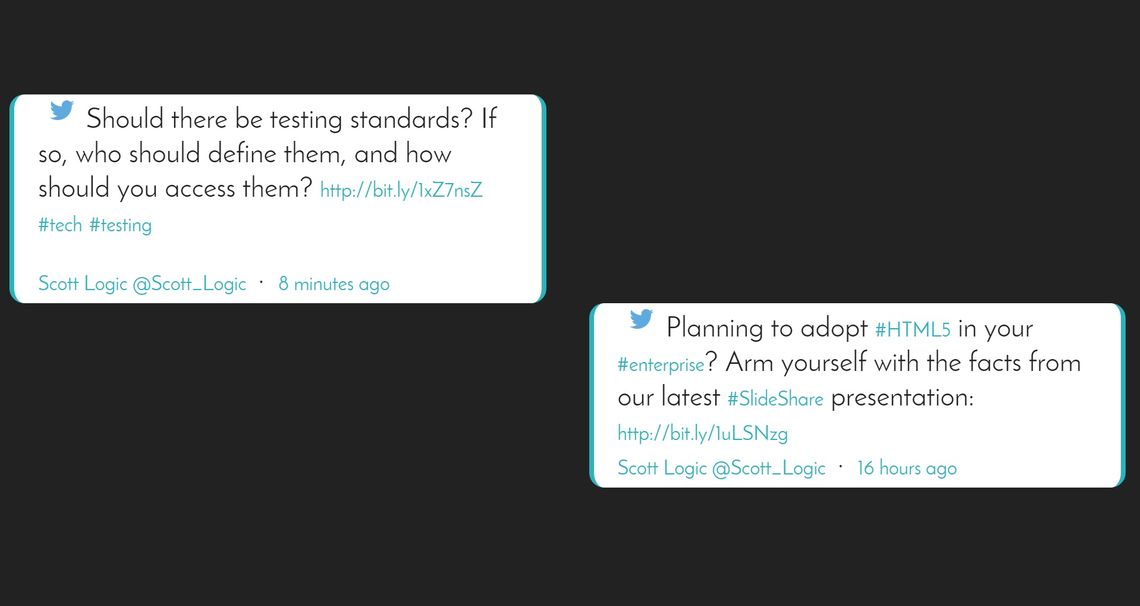 Should there be testing standards? If
so, who should define them, and how
should you access them? http://bit.ly/1xZ7nsZ
#tech #testing
Scott Logic @Scott_Logic · 8 minutes ago
Planning to adopt #HTML5 in your
#enterprise? Arm yourself with the facts from
our latest #SlideShare presentation:
http://bit.ly/1uLSNzg
Scott Logic @Scott_Logic · 16 hours ago